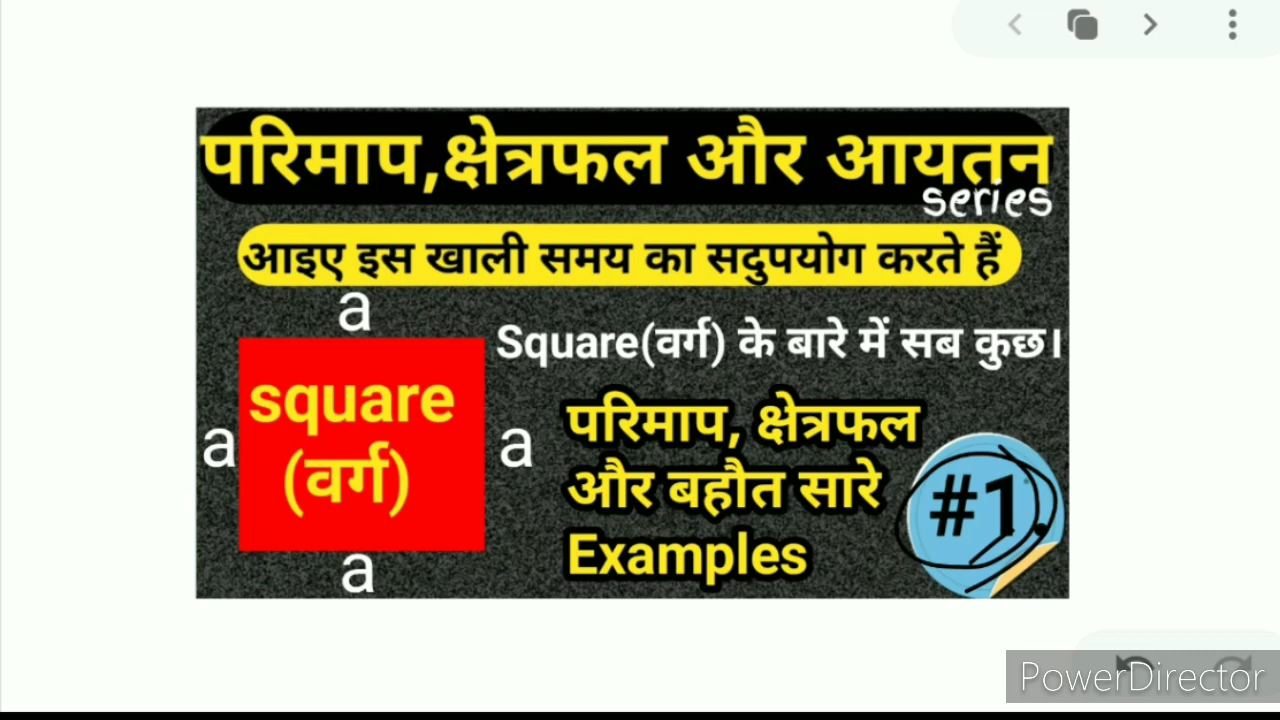 परिमाप,क्षेत्रफल और आयतन
series
आइए इस खाली समय का सदुपयोग करते हैं
a
Square(वर्ग) के बारे में सब कुछ।
square
(वर्ग)
a
a
परिमाप, क्षेत्रफल
और बहौत सारे
Examples
#1
a
PowerDirector